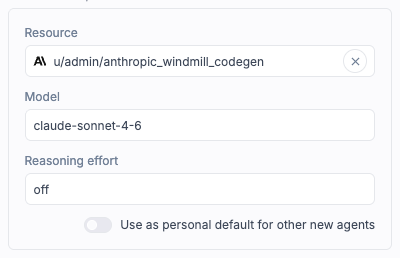 Resource
u/admin/anthropic_windmill_codegen
Model
claude-sonnet-4-6
Reasoning effort
off
Use as personal default for other new agents